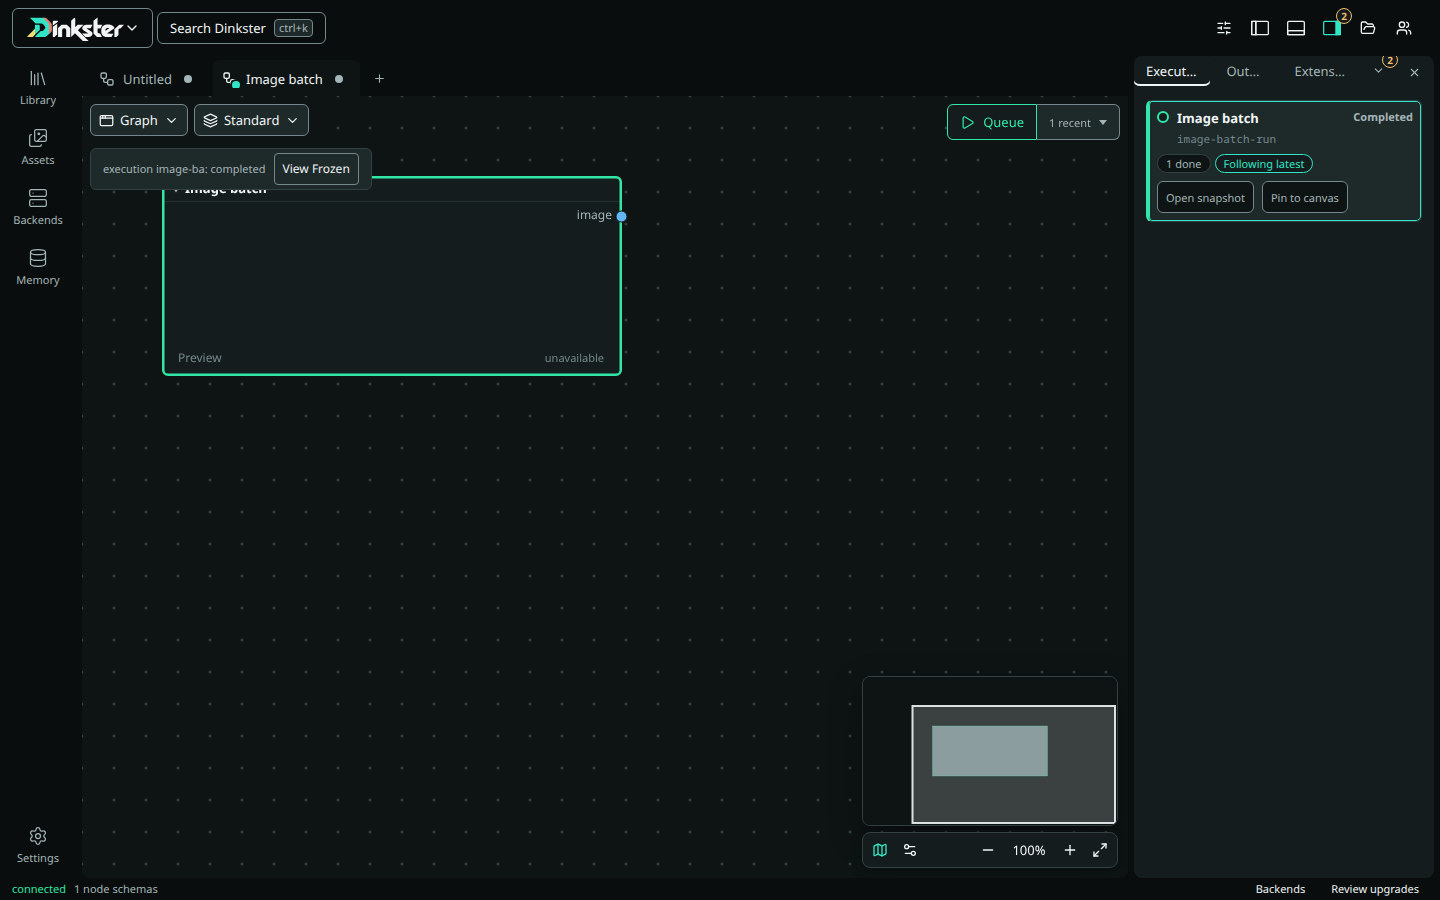 Dinkster
Search Dinkster ctrl+k
2
Library
Assets
Backends
Memory
Settings
Untitled
Image batch
Graph
Standard
Queue
1 recent
execution image-ba: completed
View Frozen
Image batch
image
Preview
unavailable
100%
Execut...
Out...
Extens...
2
Image batch
Completed
image-batch-run
1 done
Following latest
Open snapshot
Pin to canvas
connected
1 node schemas
Backends
Review upgrades